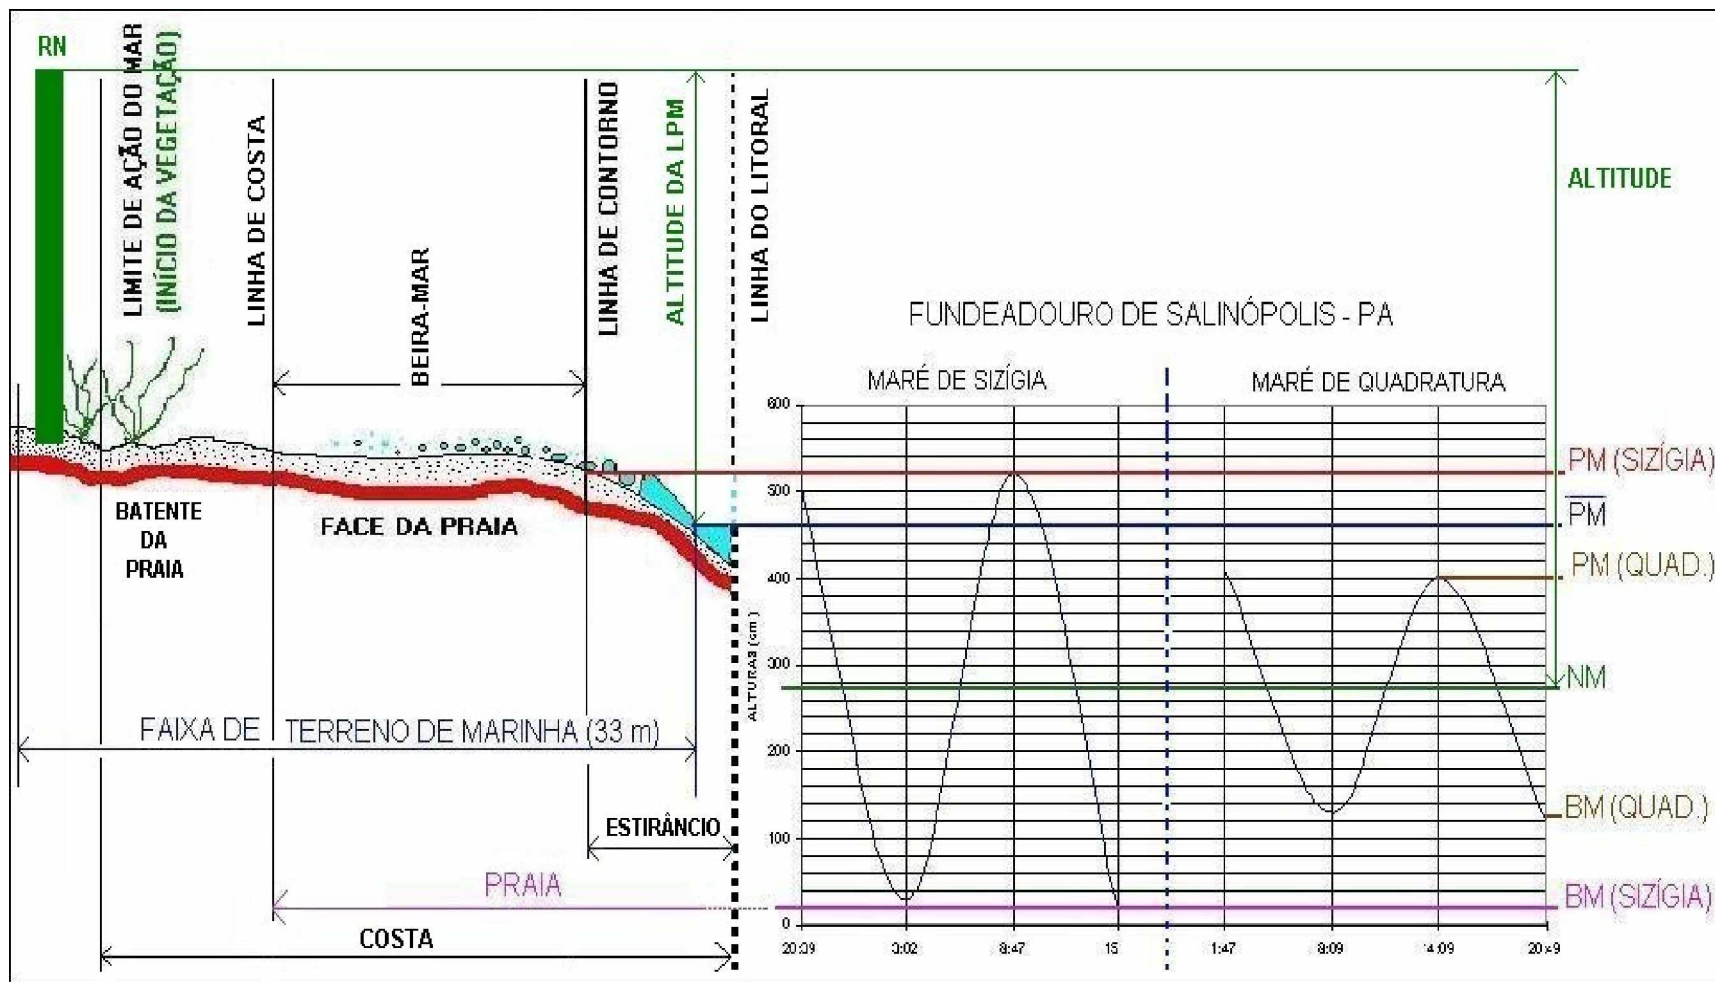 RN
LIMITE DE AÇÃO DO MAR
(INÍCIO DA VEGETAÇÃO)
LINHA DE COSTA
BEIRA-MAR
LINHA DE CONTORNO
ALTITUDE DA LPM
LINHA DO LITORAL
ALTITUDE
FUNDEADOURO DE SALINÓPOLIS - PA
MARÉ DE SIZÍGIA
MARÉ DE QUADRATURA
600
500
400
300
200
100
0
ALTURAS (cm)
PM (SIZÍGIA)
PM
PM (QUAD.)
NM
BM (QUAD.)
BM (SIZÍGIA)
BATENTE
DA
PRAIA
FACE DA PRAIA
FAIXA DE TERRENO DE MARINHA (33 m)
ESTIRÂNCIO
PRAIA
COSTA
8:47
15
1:47
8:09
14:09